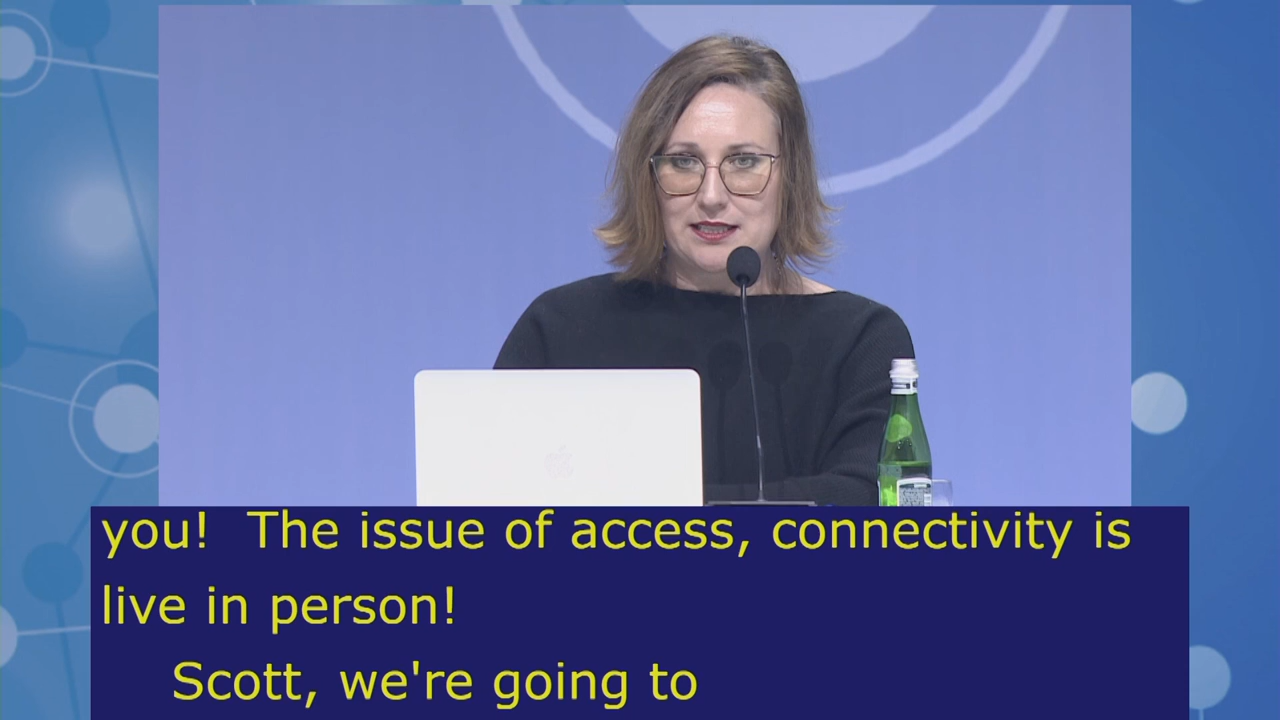 you!  The issue of access, connectivity is
live in person!
Scott, we're going to